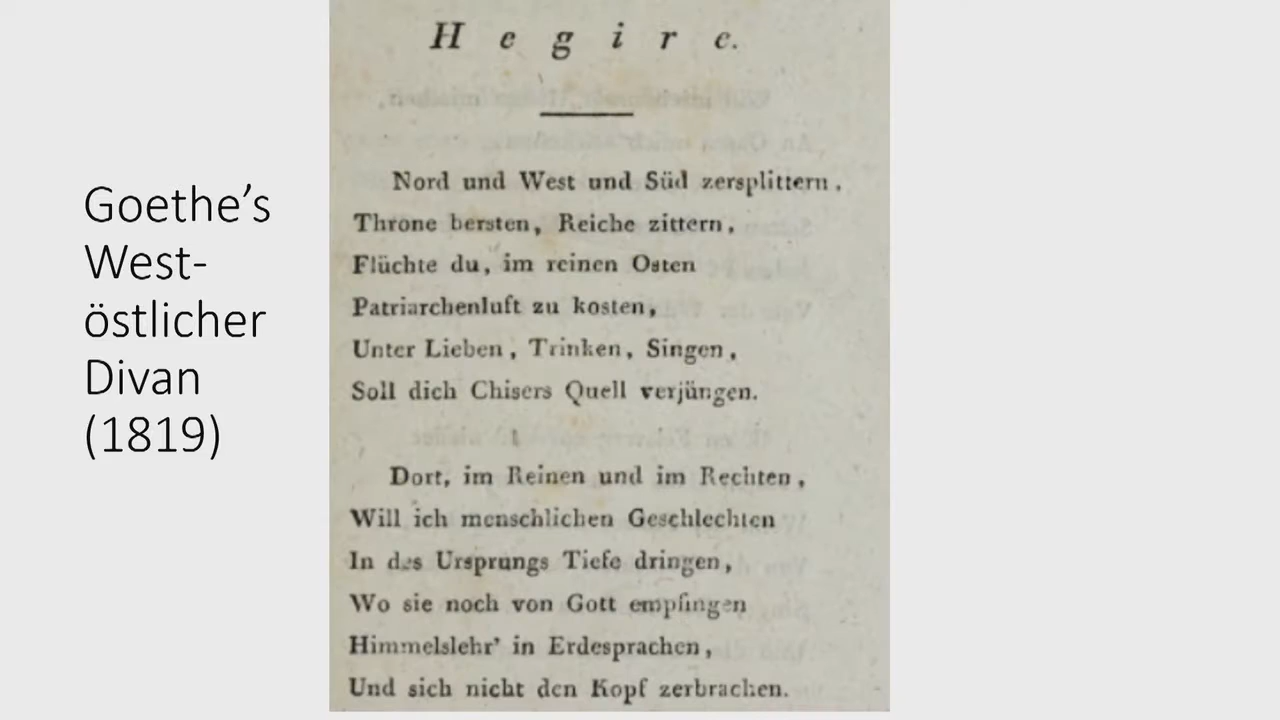 Goethe's
West-
östlicher
Divan
(1819)
Hegire.
Nord und West und Süd zersplittern,
Throne bersten, Reiche zittern,
Flüchte du, im reinen Osten
Patriarchenluft zu kosten,
Unter Lieben, Trinken, Singen,
Soll dich Chisers Quell verjüngen.
Dort, im Reinen und im Rechten,
Will ich menschlichen Geschlechten
In des Ursprungs Tiefe dringen,
Wo sie noch von Gott empfingen
Himmelslehr' in Erdesprachen,
Und sich nicht den Kopf zerbrachen.